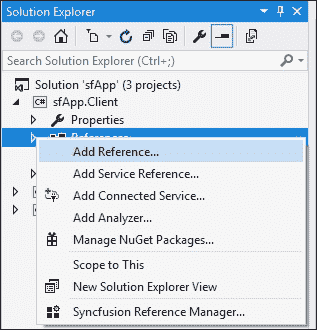 Solution Explorer
Search Solution Explorer (Ctrl+;)
Solution 'sfApp' (3 projects)
C# sfApp.Client
Properties
References
Add Reference...
Add Service Reference...
Add Connected Service...
Add Analyzer...
Manage NuGet Packages...
Scope to This
New Solution Explorer View
Syncfusion Reference Manager...